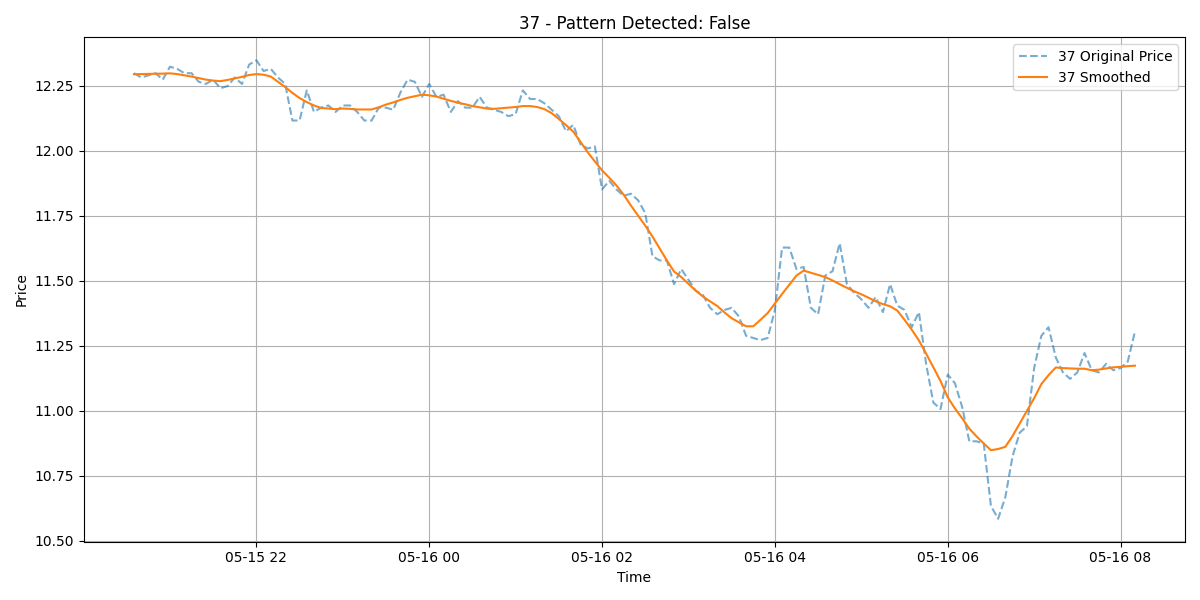 37 - Pattern Detected: False
37 Original Price
37 Smoothed
Price
12.25
12.00
11.75
11.50
11.25
11.00
10.75
10.50
05-15 22
05-16 00
05-16 02
05-16 04
05-16 06
05-16 08
Time